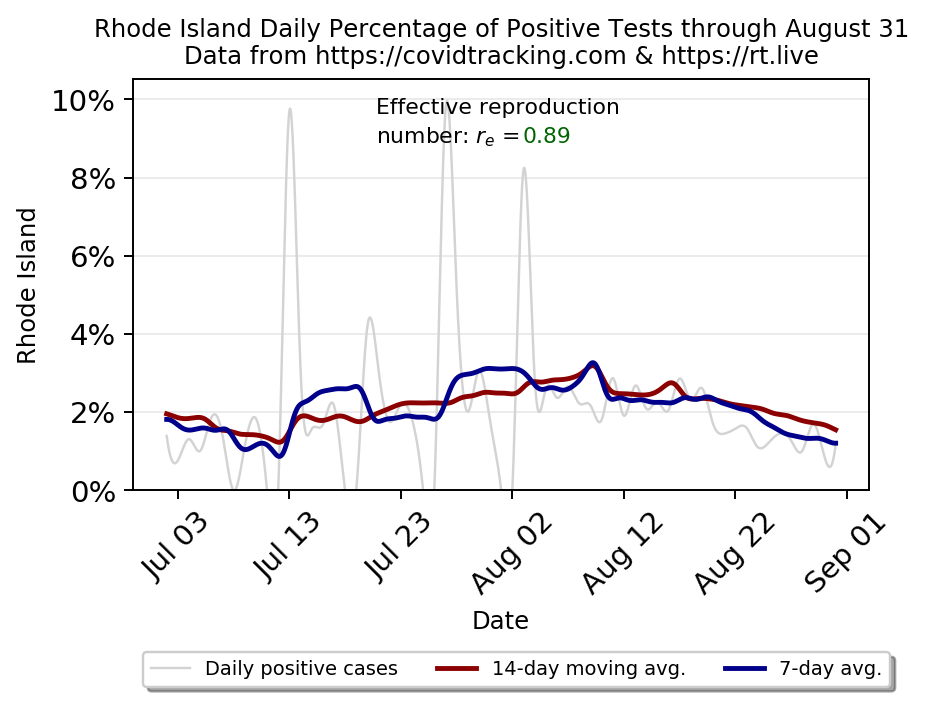 Rhode Island Daily Percentage of Positive Tests through August 31
Data from https://covidtracking.com & https://rt.live
Effective reproduction
number: rₑ =0.89
10%
8%
6%
4%
2%
0%
Rhode Island
Jul 03
Jul 13
Jul 23
Aug 02
Aug 12
Aug 22
Sep 01
Date
Daily positive cases
14-day moving avg.
7-day avg.